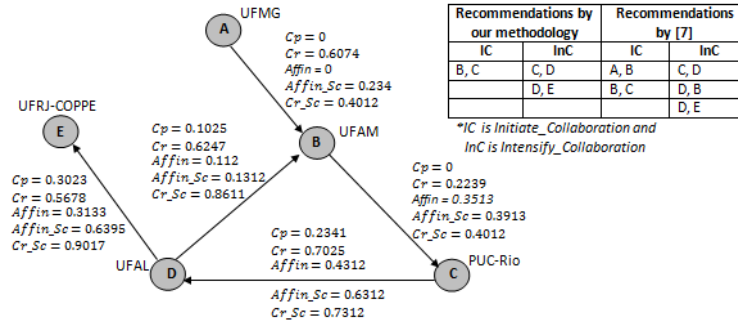 UFMG
A
Cp = 0
Cr = 0.6074
Affin = 0
Affin_Sc = 0.234
Cr_Sc = 0.4012
Recommendations by our methodology
Recommendations by [7]
IC InC IC InC
B, C C, D A, B C, D
D, E B, C D, B
D, E
*IC is Initiate_Collaboration and
InC is Intensify_Collaboration
UFRJ-COPPE
E
B
UFAM
Cp = 0.1025
Cr = 0.6247
Affin = 0.112
Affin_Sc = 0.1312
Cr_Sc = 0.8611
Cp = 0
Cr = 0.2239
Affin = 0.3513
Affin_Sc = 0.3913
Cr_Sc = 0.4012
Cp = 0.3023
Cr = 0.5678
Affin = 0.3133
Affin_Sc = 0.6395
Cr_Sc = 0.9017
Cp = 0.2341
Cr = 0.7025
Affin = 0.4312
UFAL
D
C
PUC-Rio
Affin_Sc = 0.6312
Cr_Sc = 0.7312